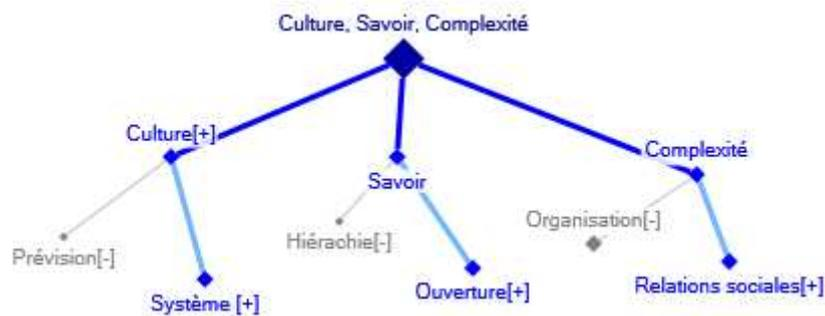 Culture, Savoir, Complexité
Culture[+]
Savoir
Complexité
Prévision[-]
Système [+]
Hiérachie[-]
Ouverture[+]
Organisation[-]
Relations sociales[+]